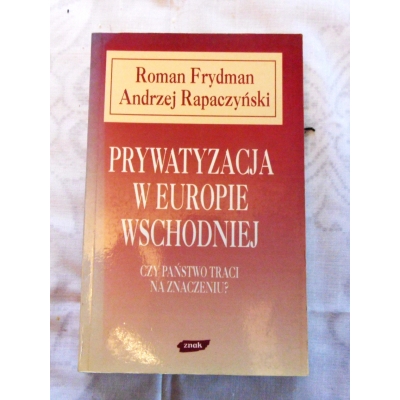 Roman Frydman
Andrzej Rapaczyński
PRYWATYZACJA
W EUROPIE
WSCHODNIEJ
CZY PAŃSTWO TRACI
NA ZNACZENIU?
znak